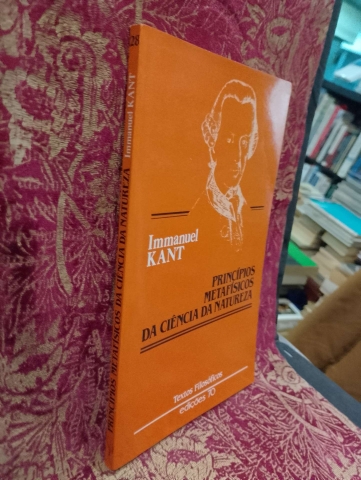 28
Immanuel KANT
PRINCÍPIOS METAFÍSICOS DA CIÊNCIA DA NATUREZA
Immanuel
KANT
PRINCÍPIOS
METAFÍSICOS
DA CIÊNCIA DA NATUREZA
Textos Filosóficos
edições 70